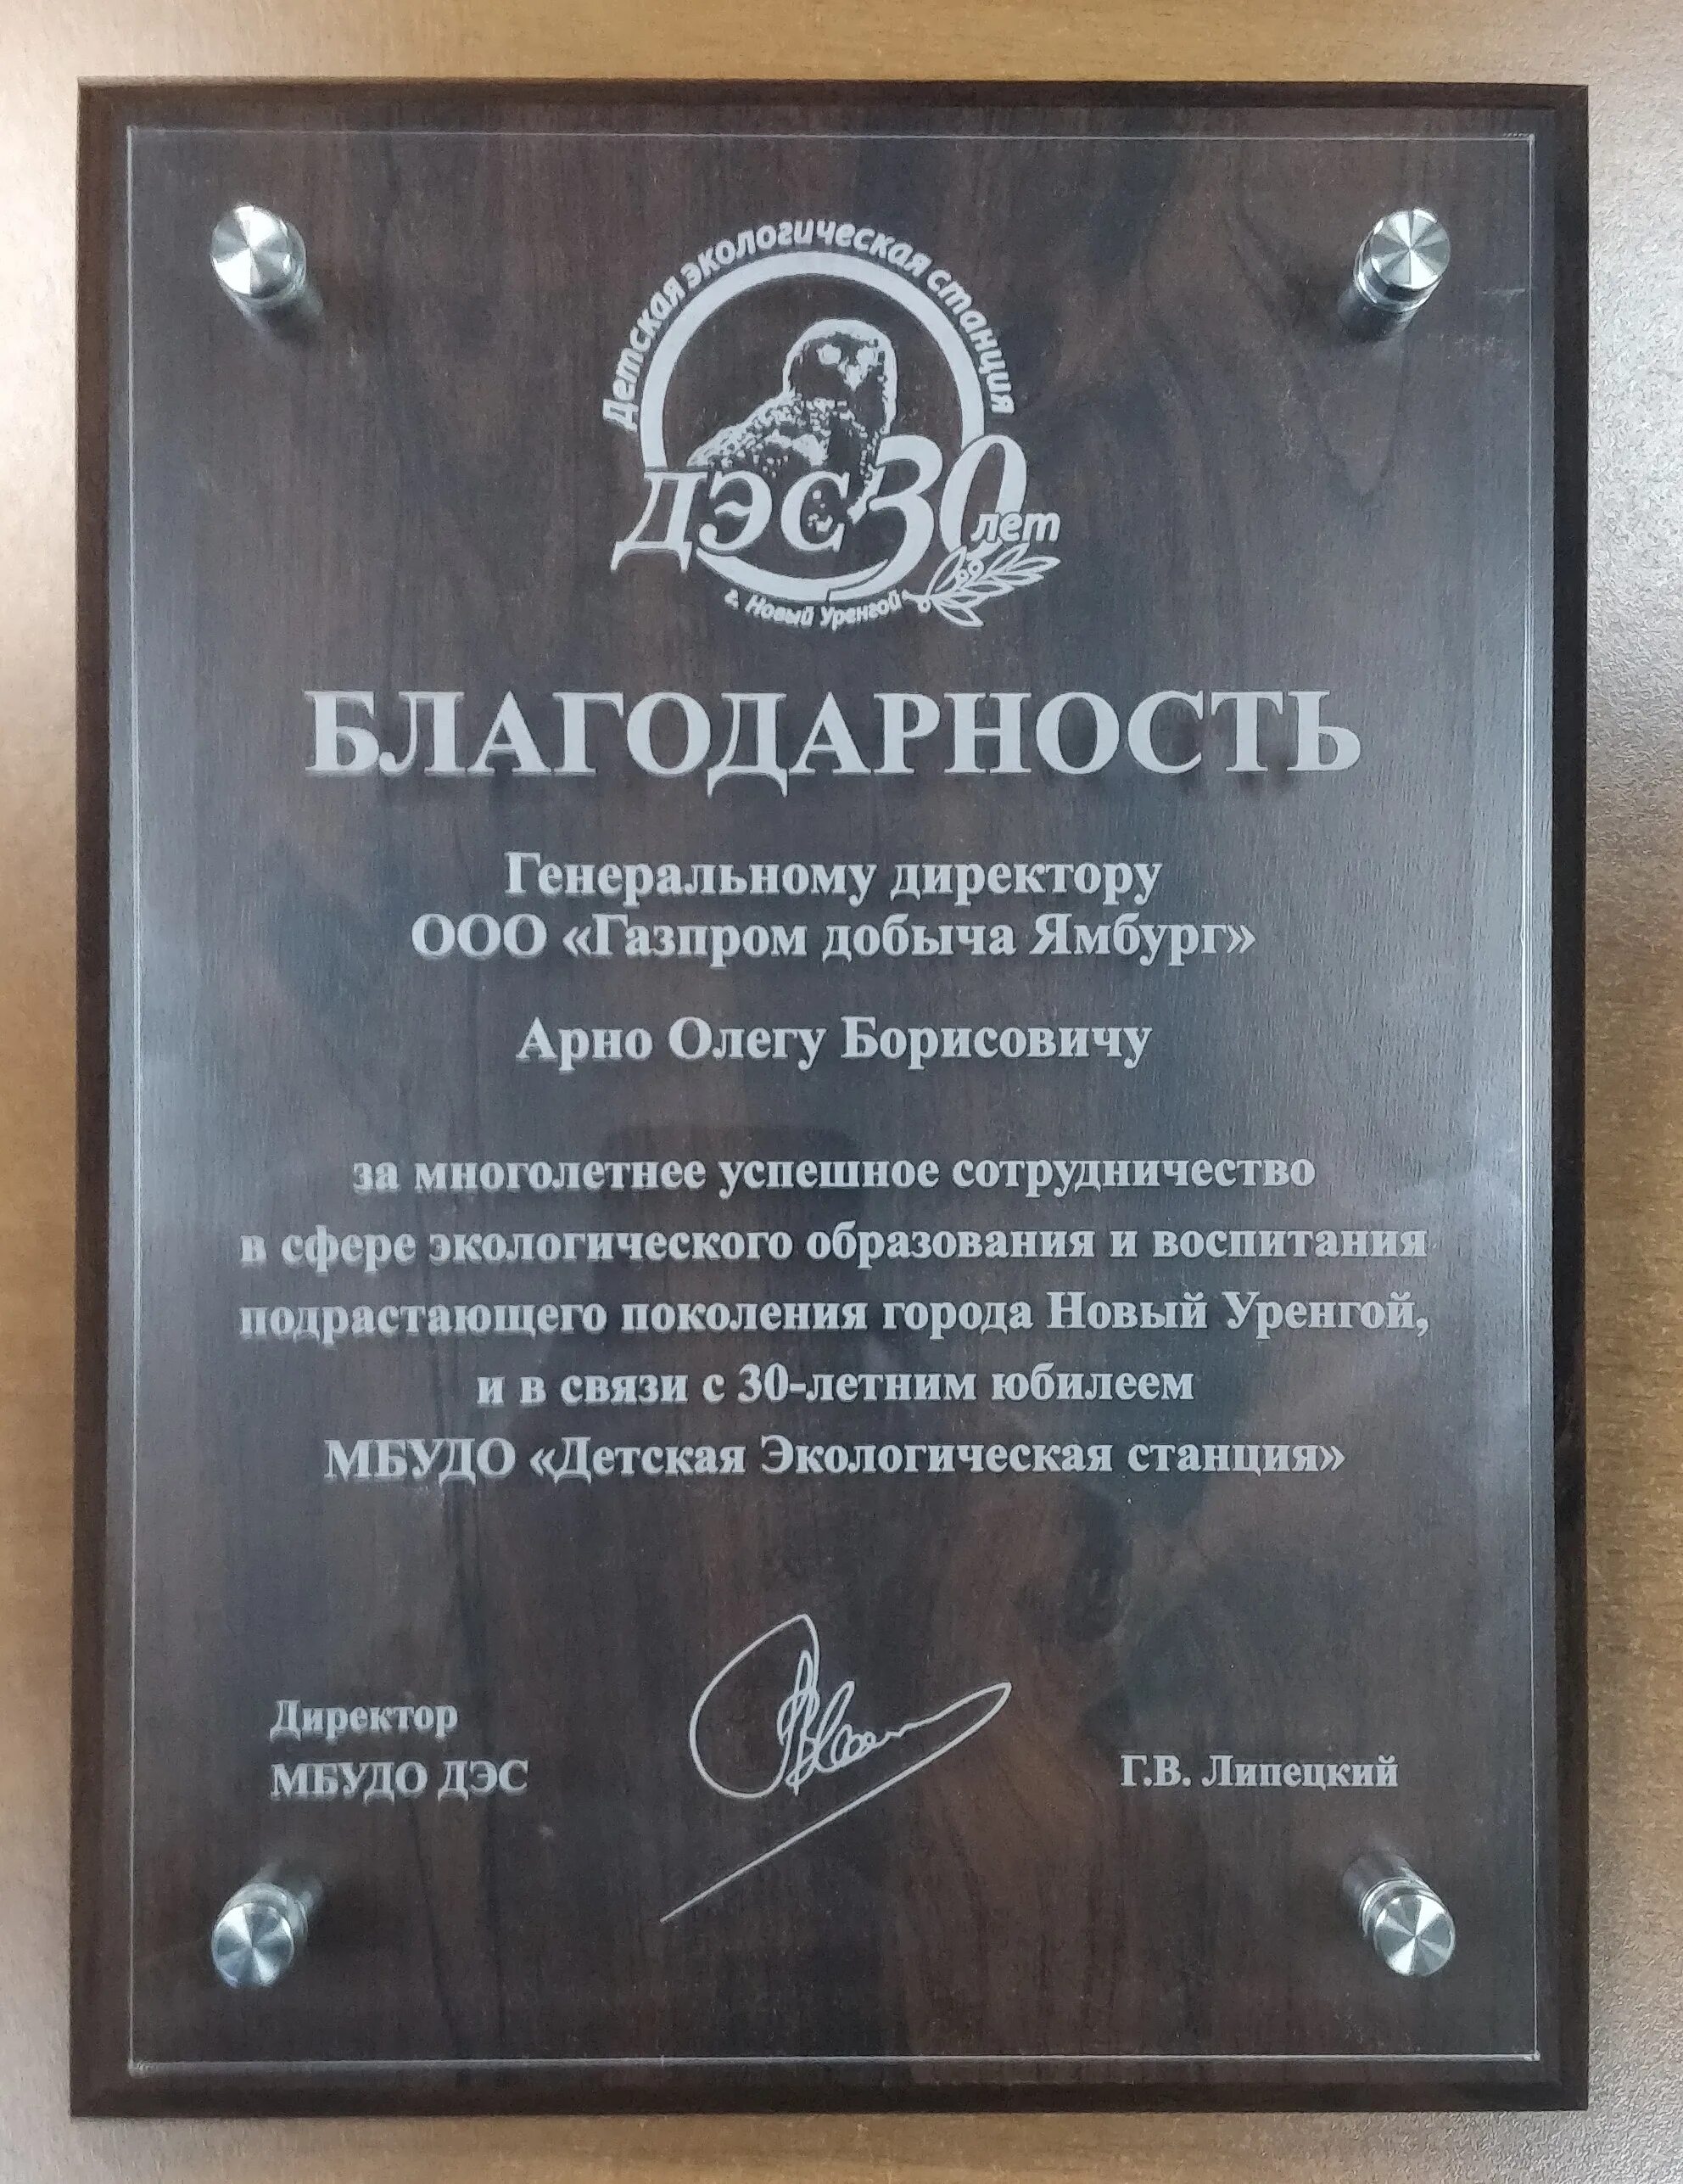 Детская экологическая станция
ДЭС 30 лет
г. Новый Уренгой
БЛАГОДАРНОСТЬ
Генеральному директору
ООО «Газпром добыча Ямбург»
Арно Олегу Борисовичу
за многолетнее успешное сотрудничество
в сфере экологического образования и воспитания
подрастающего поколения города Новый Уренгой,
и в связи с 30-летним юбилеем
МБУДО «Детская Экологическая станция»
Директор
МБУДО ДЭС
Г.В. Липецкий